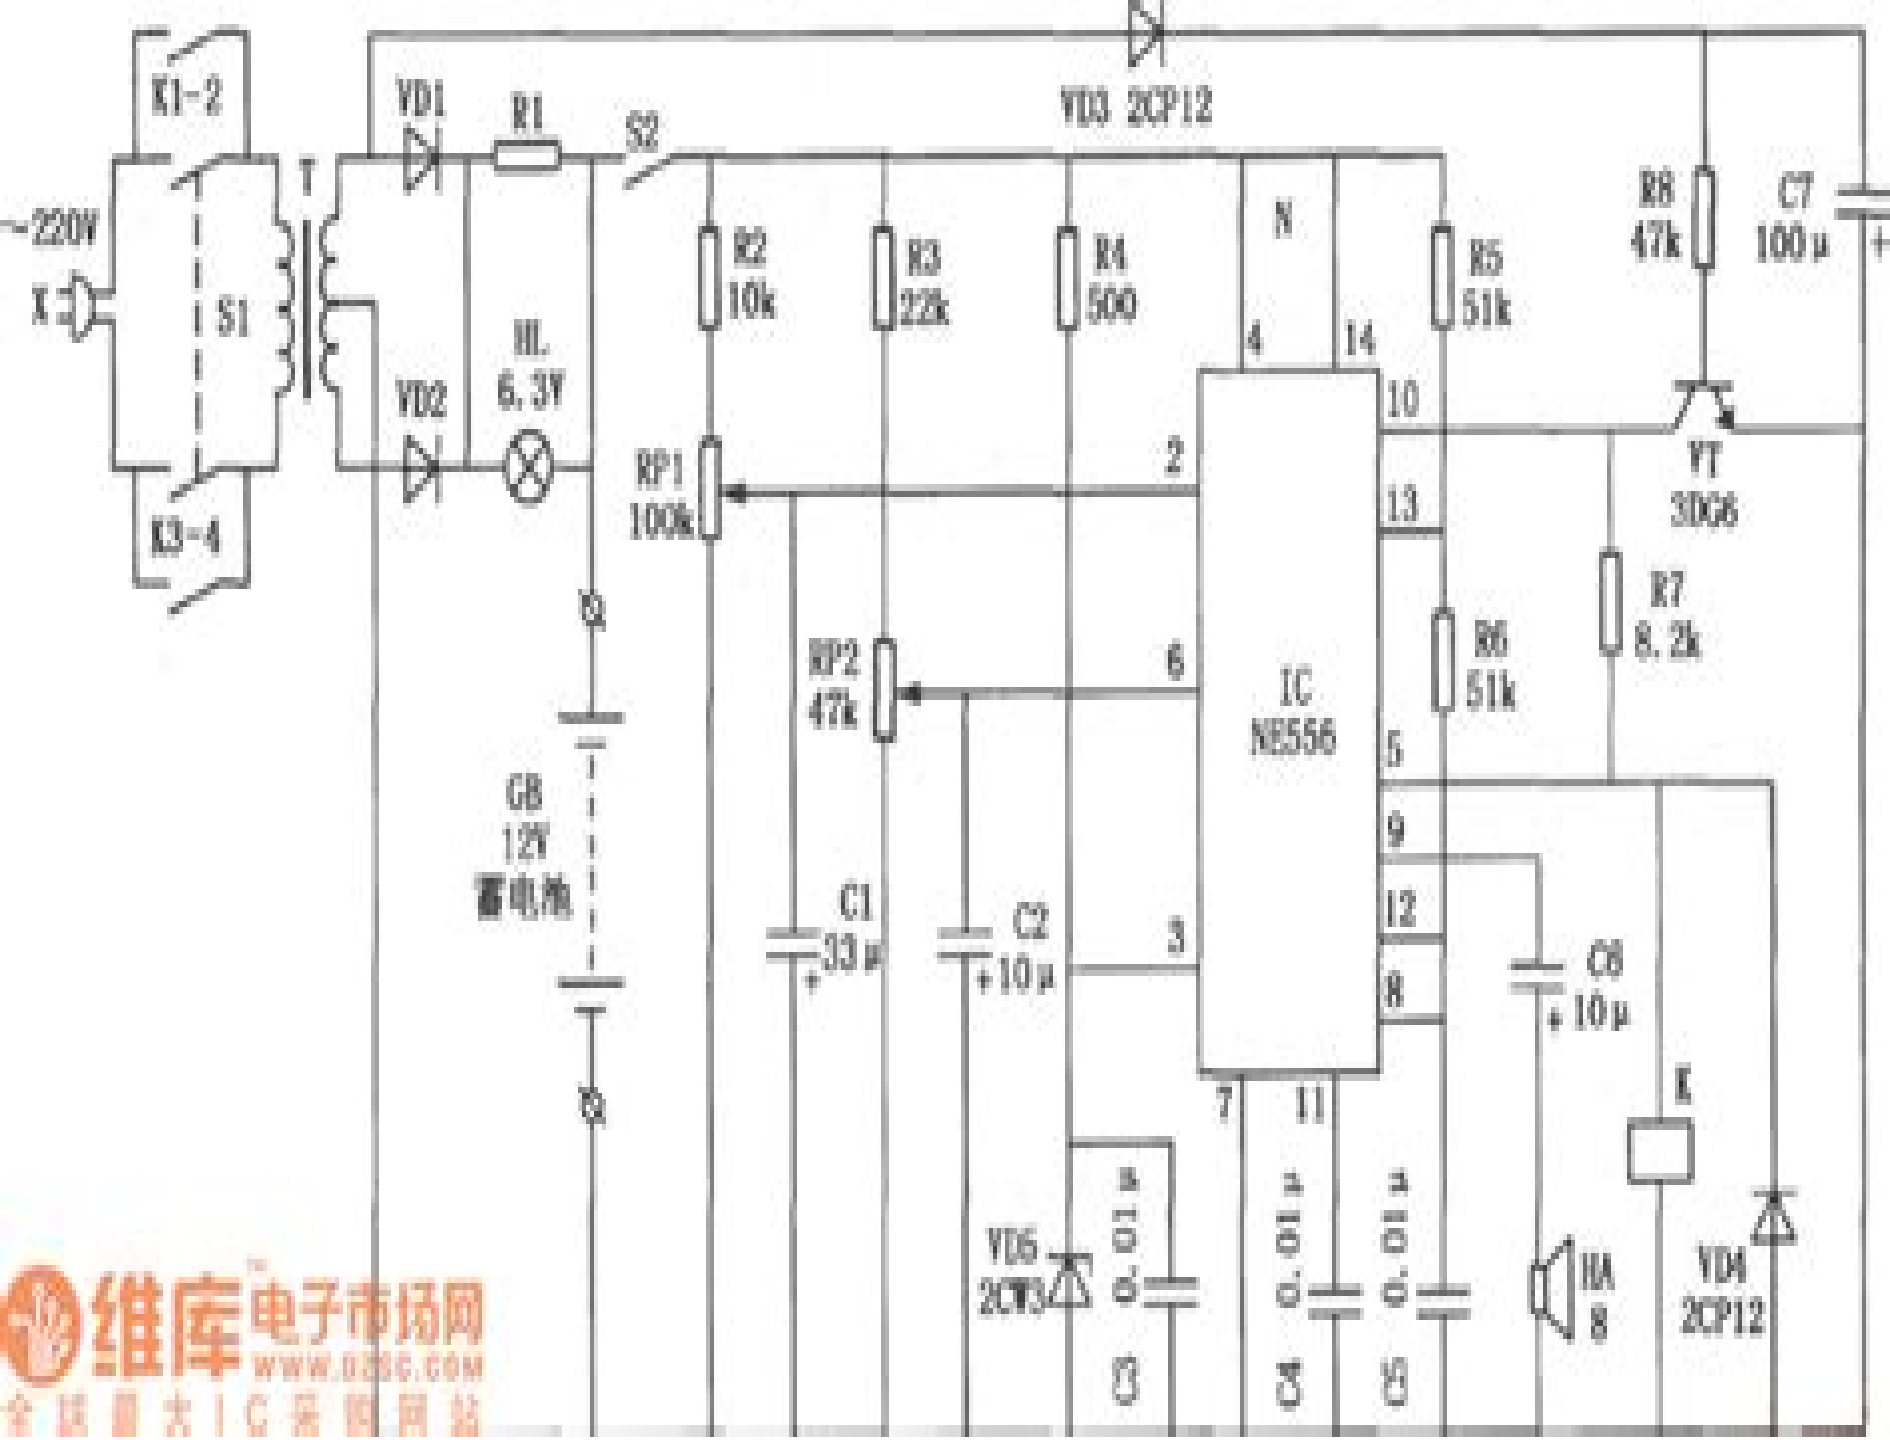 K1-2
VD1
R1
S2
VD3 2CP12
T
~220V
X
S1
VD2
HL
6.3V
R2
10k
R3
22k
R4
500
N
R5
51k
R8
47k
C7
100μ
+
4
14
10
2
13
RP1
100k
VT
3DG6
K3-4
R7
8.2k
RP2
47k
6
IC
NE556
R6
51k
5
GB
12V
蓄电池
9
12
C1
33μ
+
C2
+10μ
3
8
C6
+10μ
7
11
K
VD5
2CW3
C3 0.01μ
C4 0.01μ
C5 0.01μ
HA
8
VD4
2CP12
维库电子市场网
WWW.DZSC.COM
全球最大IC采购网站